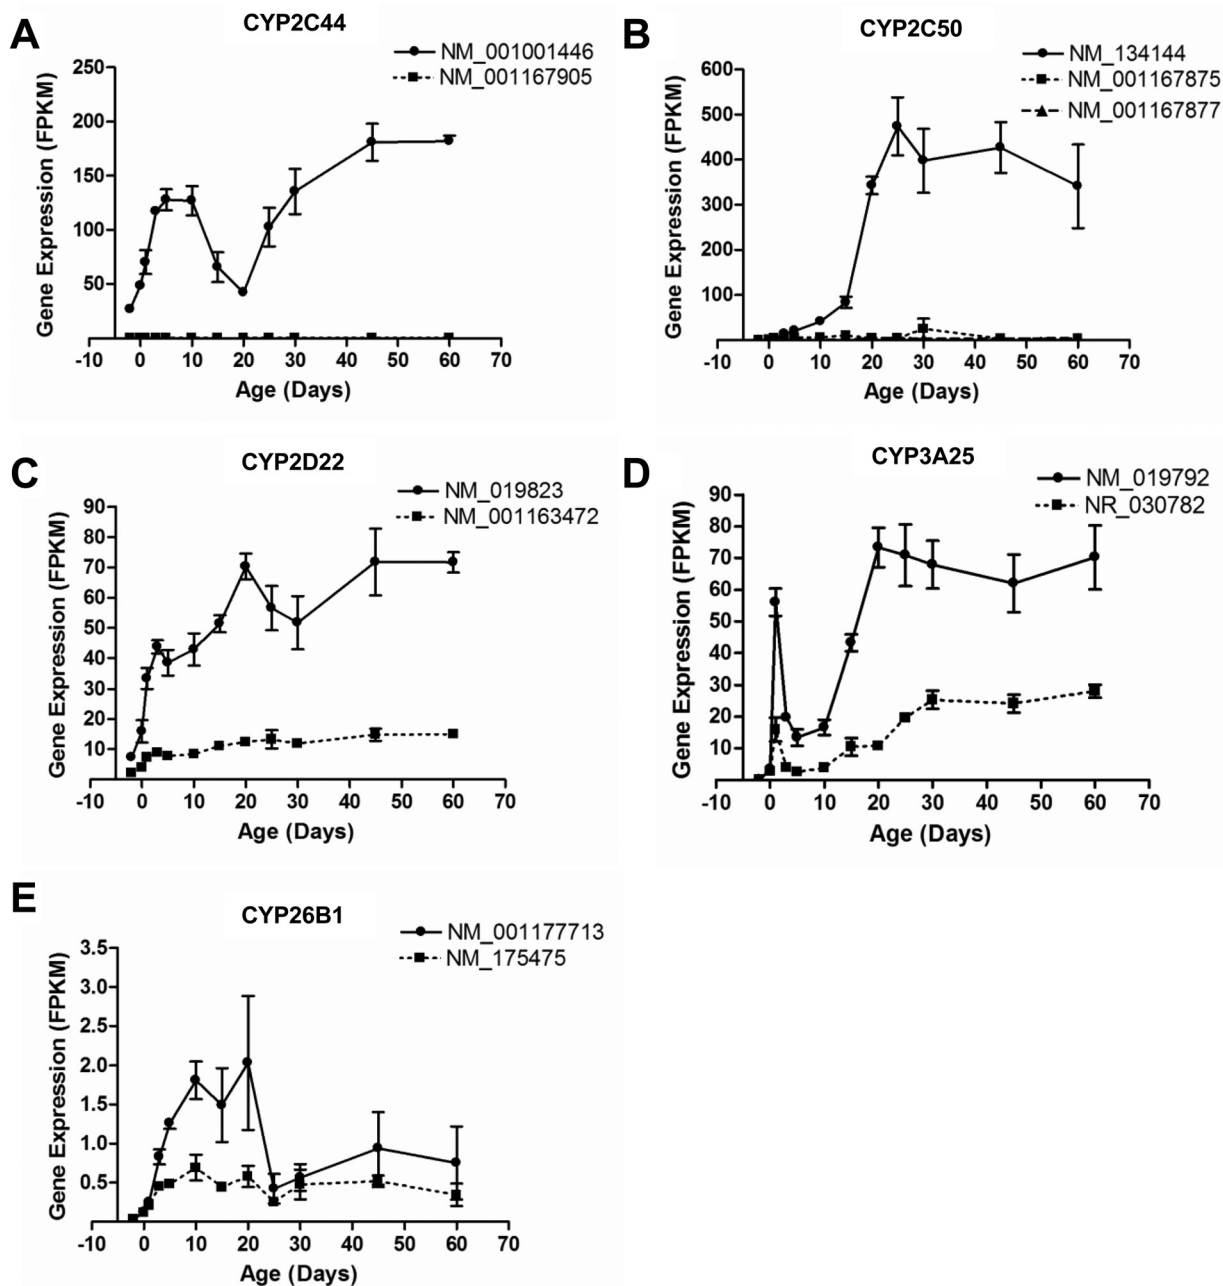 A
CYP2C44
NM_001001446
NM_001167905
Gene Expression (FPKM)
250
200
150
100
50
-10 0 10 20 30 40 50 60 70
Age (Days)
B
CYP2C50
NM_134144
NM_001167875
NM_001167877
Gene Expression (FPKM)
600
500
400
300
200
100
-10 0 10 20 30 40 50 60 70
Age (Days)
C
CYP2D22
NM_019823
NM_001163472
Gene Expression (FPKM)
90
80
70
60
50
40
30
20
10
-10 0 10 20 30 40 50 60 70
Age (Days)
D
CYP3A25
NM_019792
NR_030782
Gene Expression (FPKM)
90
80
70
60
50
40
30
20
10
-10 0 10 20 30 40 50 60 70
Age (Days)
E
CYP26B1
NM_001177713
NM_175475
Gene Expression (FPKM)
3.5
3.0
2.5
2.0
1.5
1.0
0.5
-10 0 10 20 30 40 50 60 70
Age (Days)